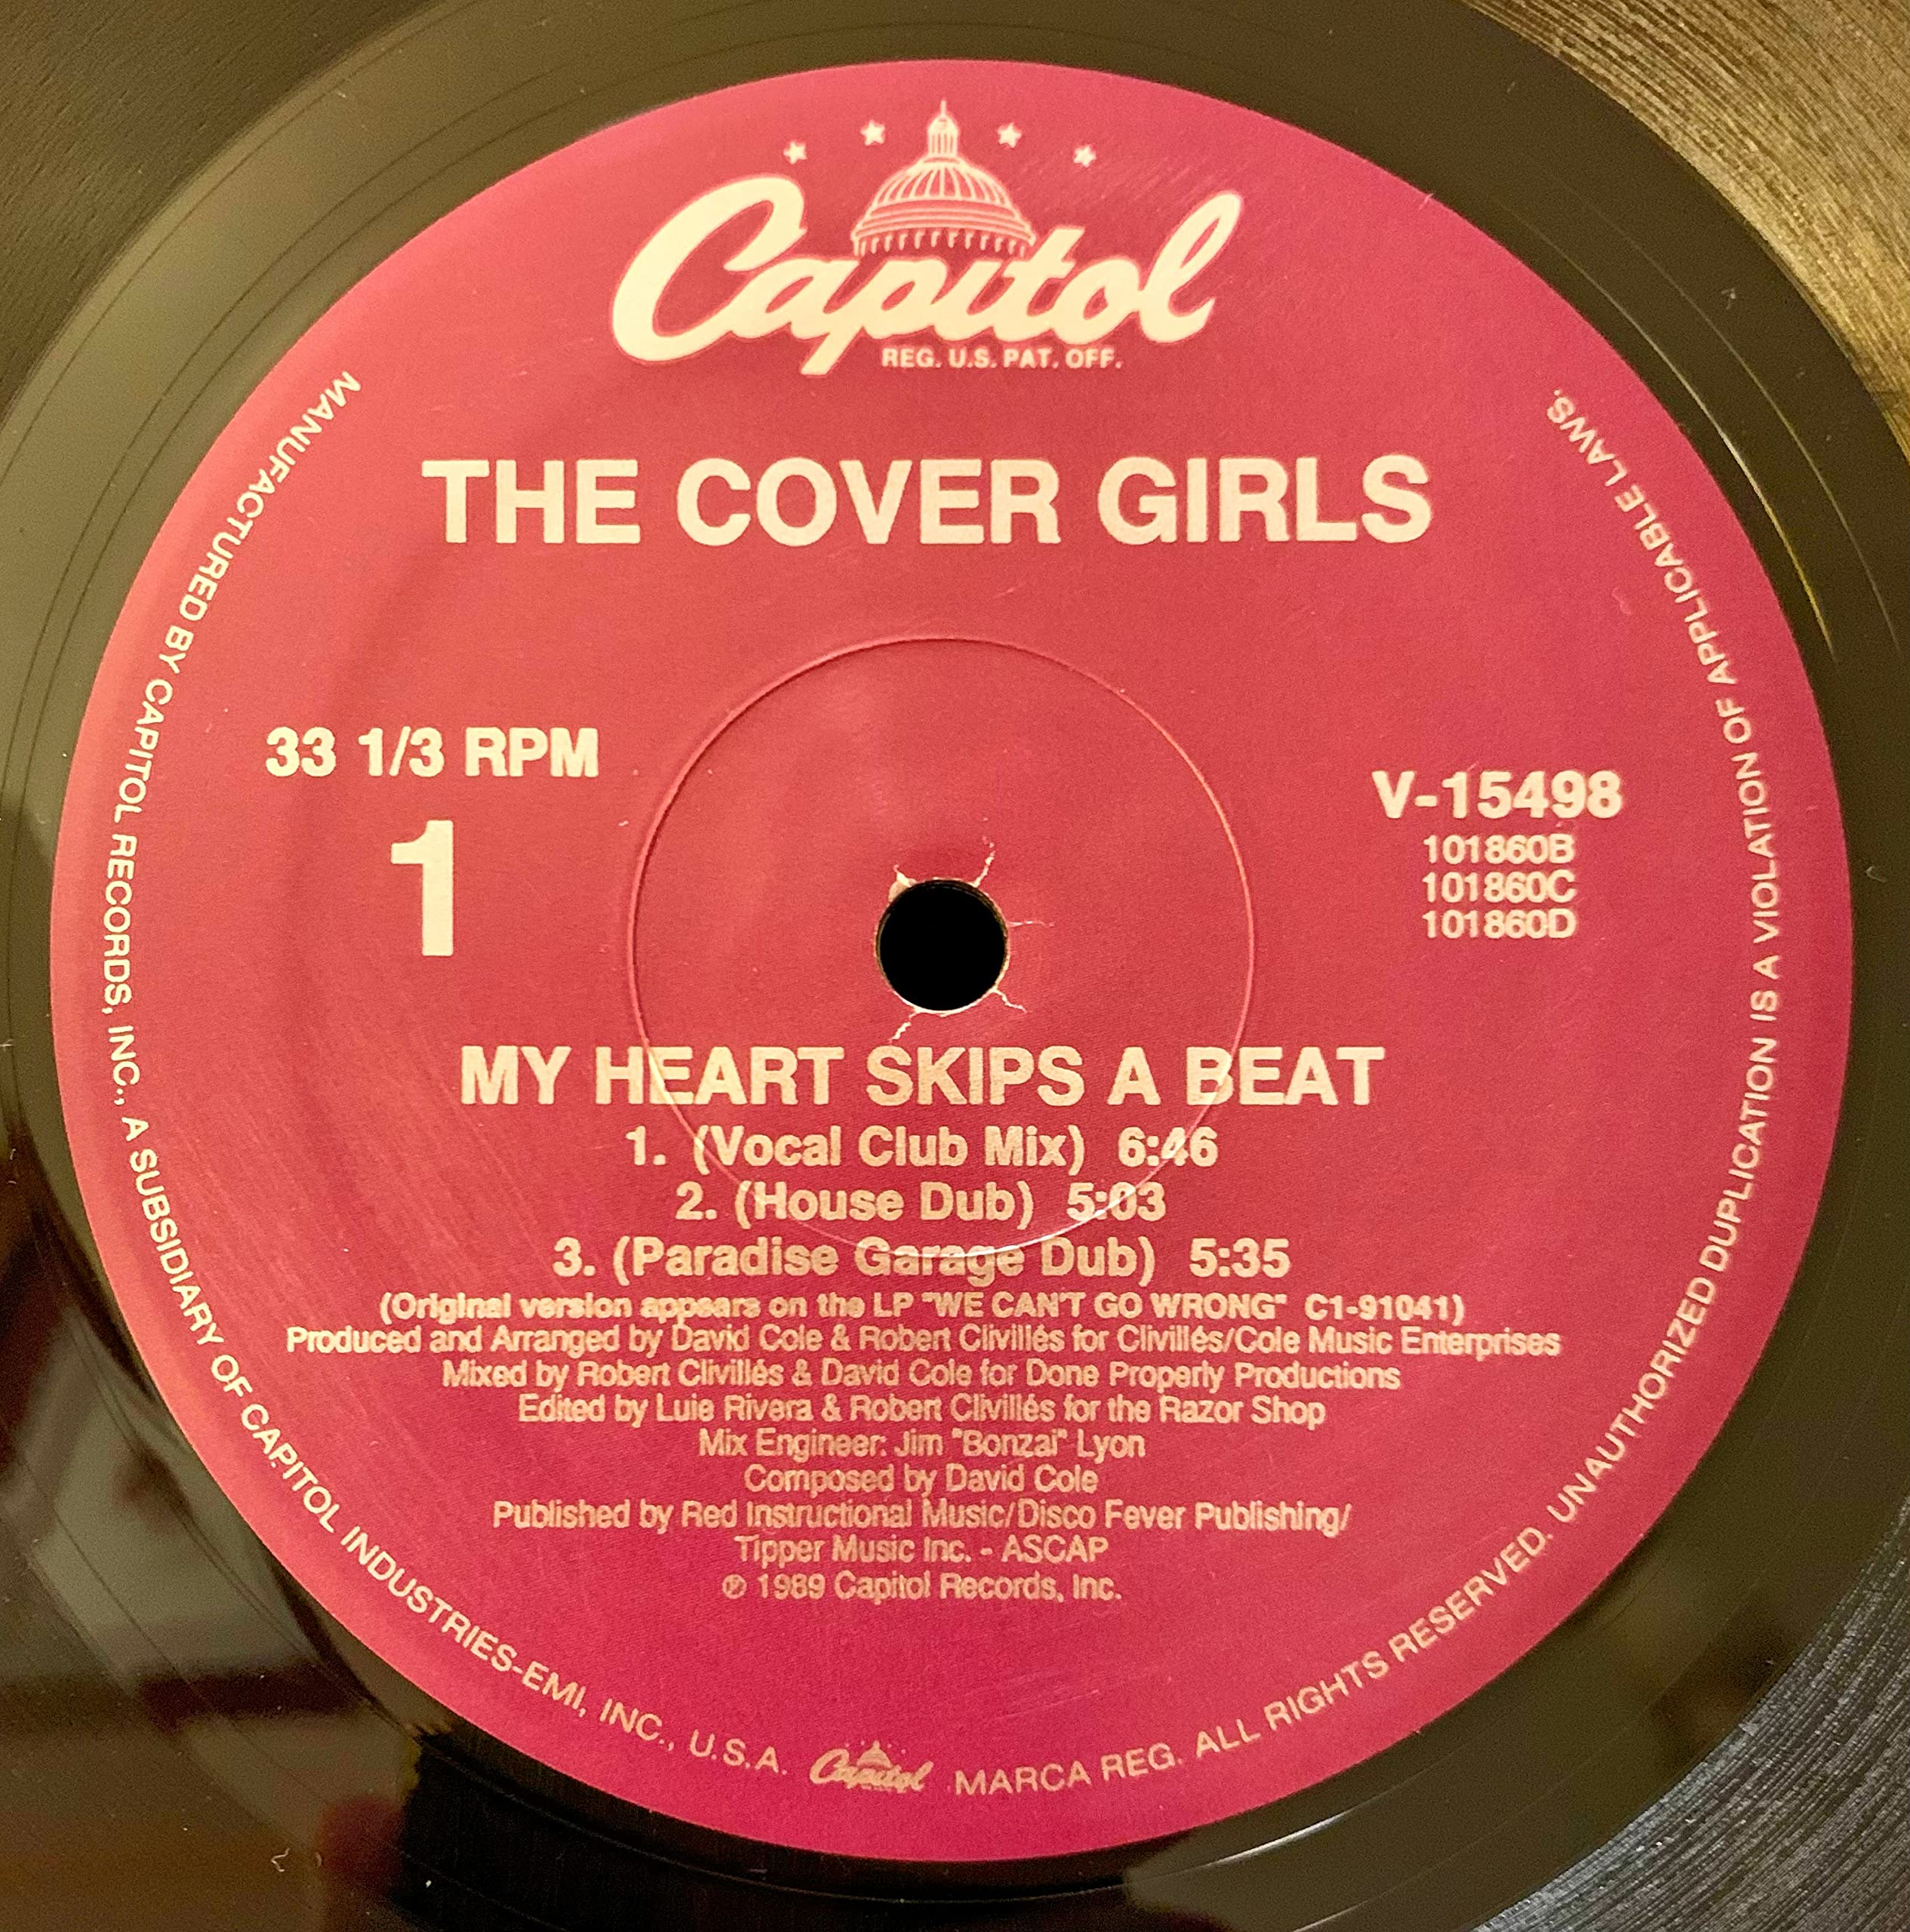 Capitol
REG. U.S. PAT. OFF.
THE COVER GIRLS
33 1/3 RPM
1
V-15498
101860B
101860C
101860D
MY HEART SKIPS A BEAT
1. (Vocal Club Mix) 6:46
2. (House Dub) 5:03
3. (Paradise Garage Dub) 5:35
(Original version appears on the LP "WE CAN'T GO WRONG" C1-91041)
Produced and Arranged by David Cole & Robert Clivillés for Clivillés/Cole Music Enterprises
Mixed by Robert Clivillés & David Cole for Done Properly Productions
Edited by Luie Rivera & Robert Clivillés for the Razor Shop
Mix Engineer: Jim "Bonzai" Lyon
Composed by David Cole
Published by Red Instructional Music/Disco Fever Publishing/
Tipper Music Inc. - ASCAP
℗ 1989 Capitol Records, Inc.
MANUFACTURED BY CAPITOL RECORDS, INC., A SUBSIDIARY OF CAPITOL INDUSTRIES-EMI, INC., U.S.A. Capitol MARCA REG. ALL RIGHTS RESERVED. UNAUTHORIZED DUPLICATION IS A VIOLATION OF APPLICABLE LAWS.